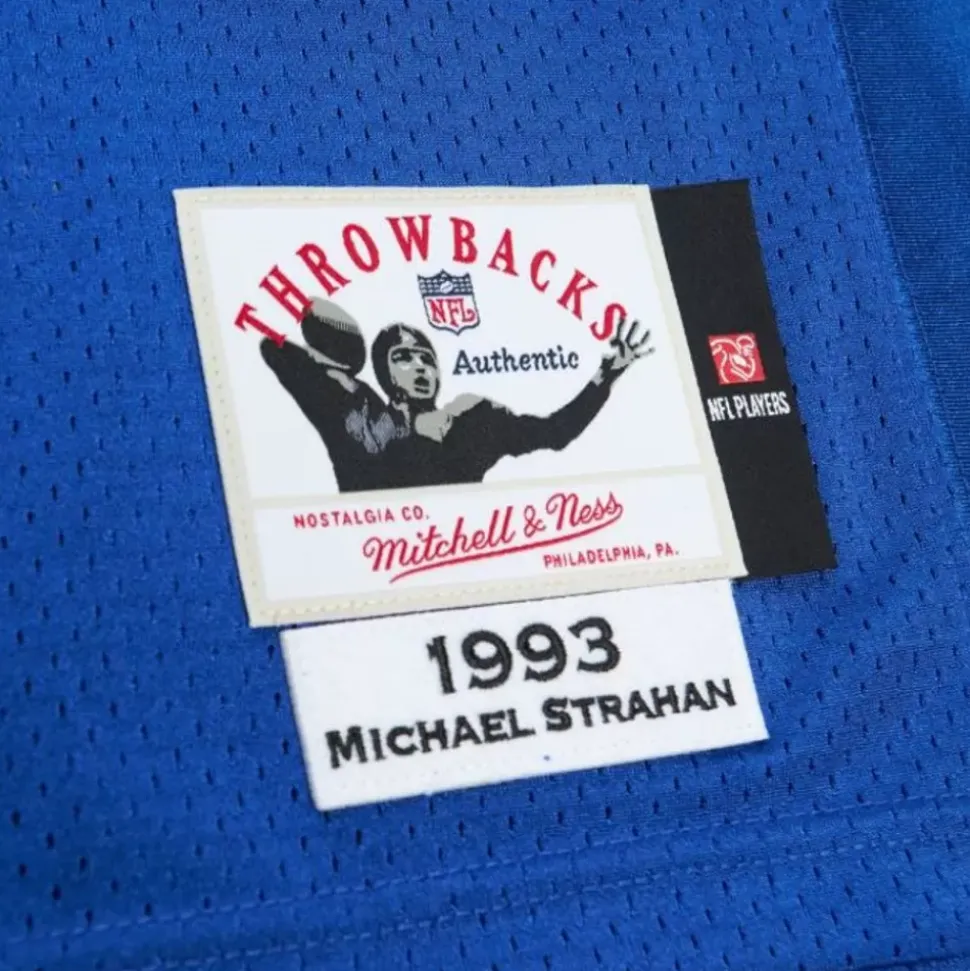 THROWBACKS
NFL
Authentic
NFL PLAYERS
NOSTALGIA CO.
Mitchell & Ness
PHILADELPHIA, PA.
1993
MICHAEL STRAHAN